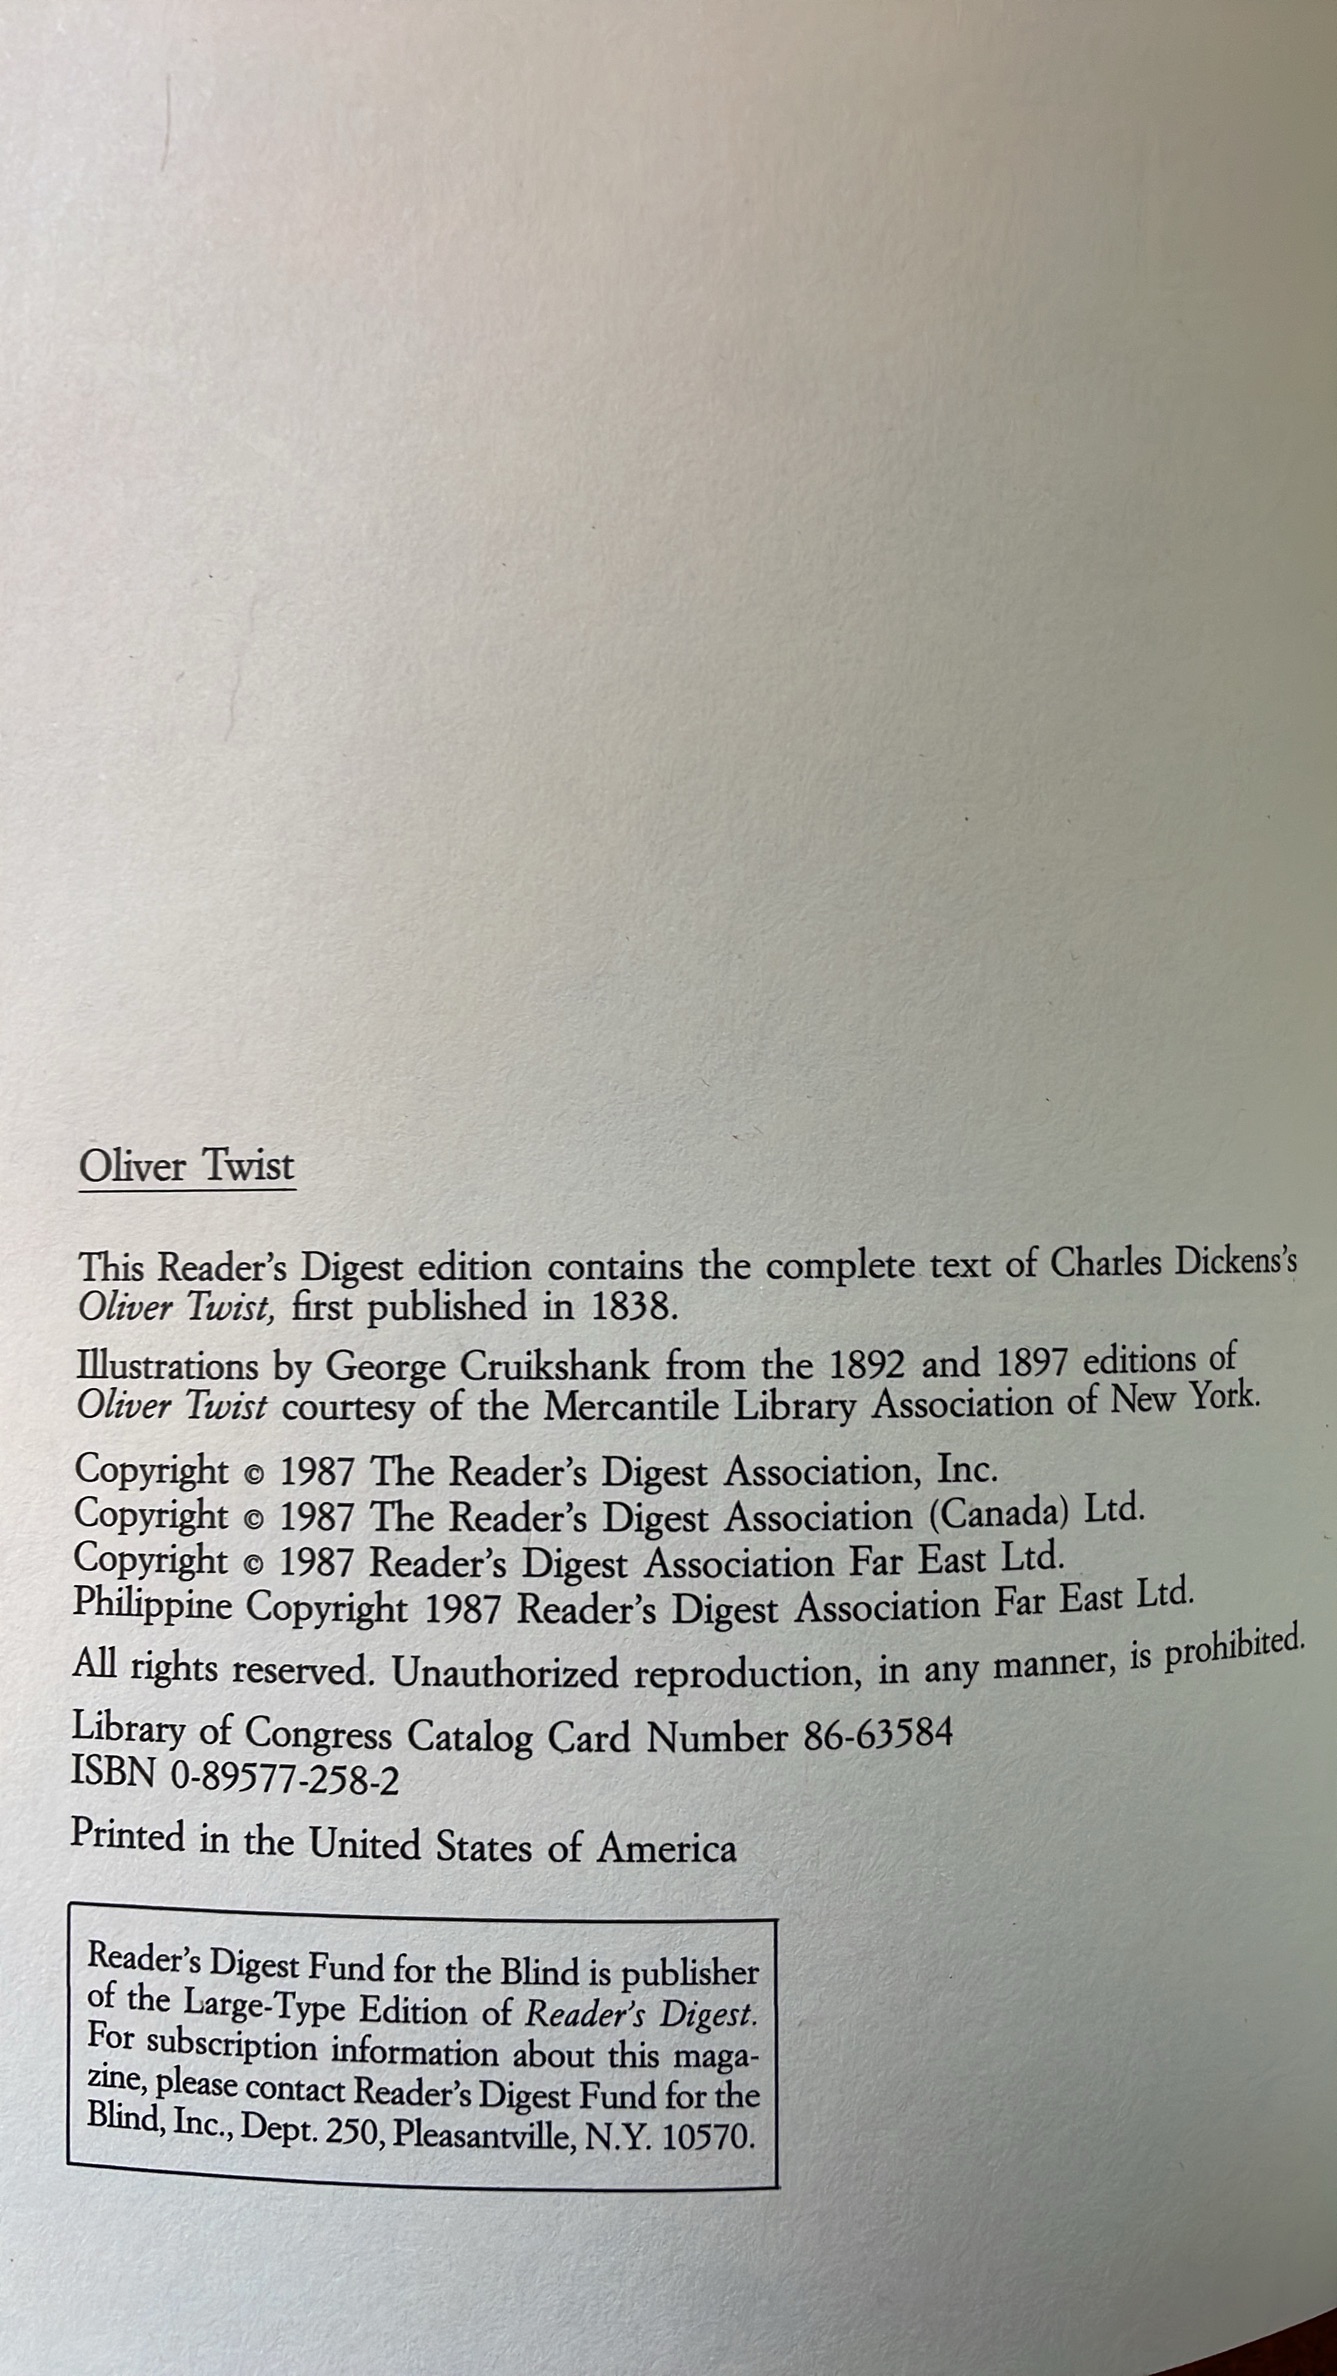 Oliver Twist
This Reader's Digest edition contains the complete text of Charles Dickens's
Oliver Twist, first published in 1838.
Illustrations by George Cruikshank from the 1892 and 1897 editions of
Oliver Twist courtesy of the Mercantile Library Association of New York.
Copyright © 1987 The Reader's Digest Association, Inc.
Copyright © 1987 The Reader's Digest Association (Canada) Ltd.
Copyright © 1987 Reader's Digest Association Far East Ltd.
Philippine Copyright 1987 Reader's Digest Association Far East Ltd.
All rights reserved. Unauthorized reproduction, in any manner, is prohibited.
Library of Congress Catalog Card Number 86-63584
ISBN 0-89577-258-2
Printed in the United States of America
Reader's Digest Fund for the Blind is publisher
of the Large-Type Edition of Reader's Digest.
For subscription information about this maga-
zine, please contact Reader's Digest Fund for the
Blind, Inc., Dept. 250, Pleasantville, N.Y. 10570.